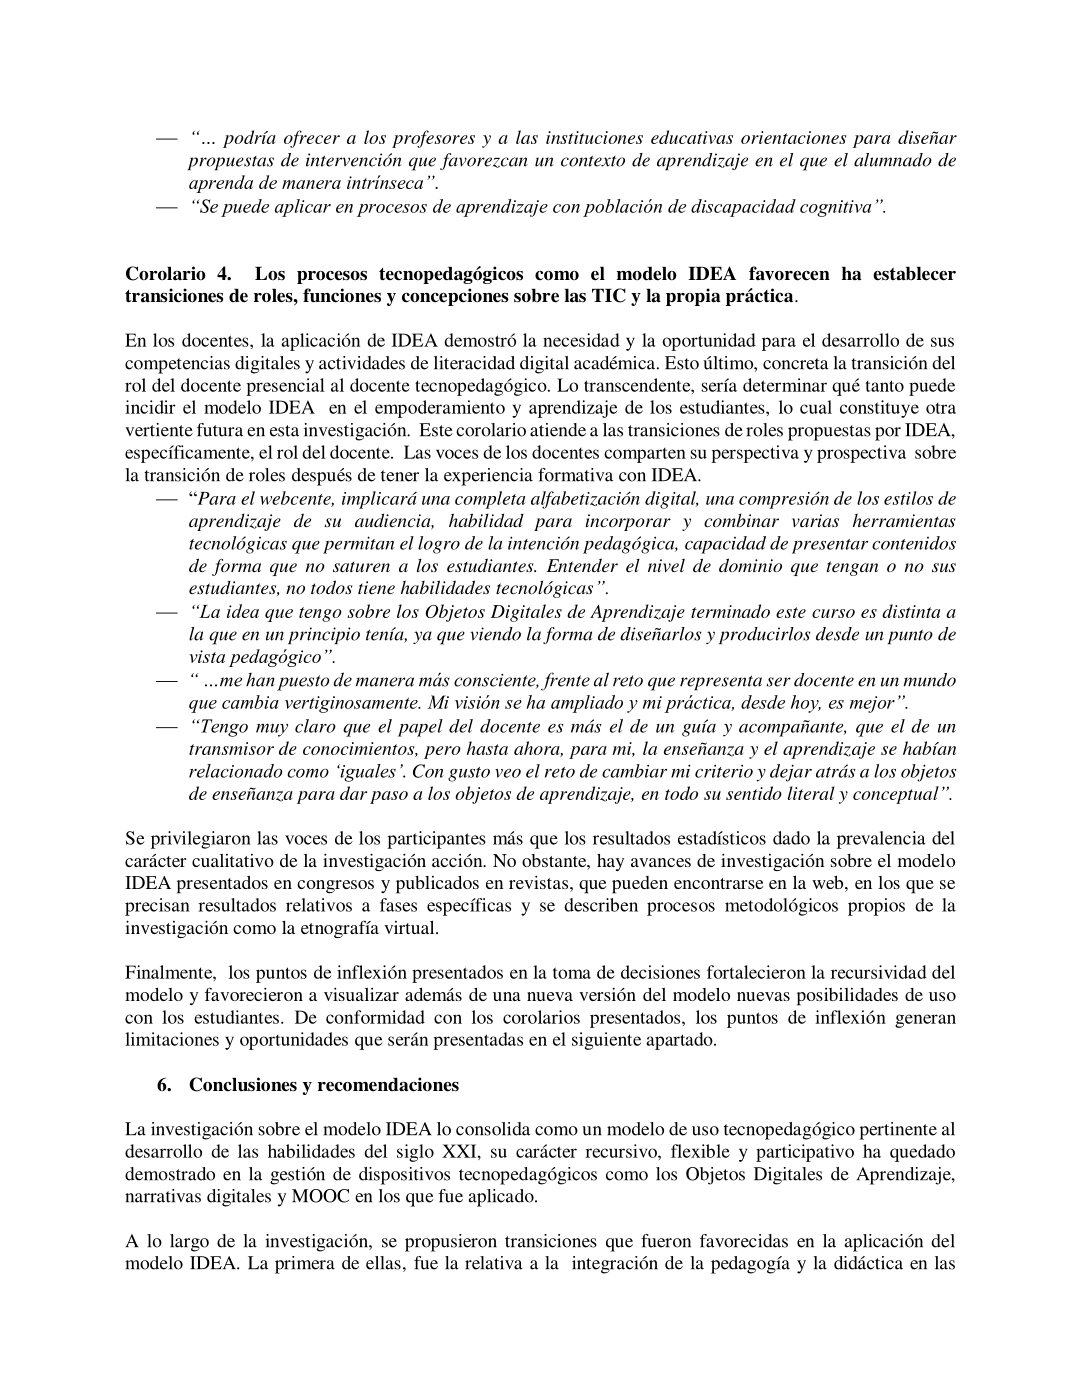 — “… podría ofrecer a los profesores y a las instituciones educativas orientaciones para diseñar
propuestas de intervención que favorezcan un contexto de aprendizaje en el que el alumnado de
aprenda de manera intrínseca”.
— “Se puede aplicar en procesos de aprendizaje con población de discapacidad cognitiva”.
Corolario 4. Los procesos tecnopedagógicos como el modelo IDEA favorecen ha establecer
transiciones de roles, funciones y concepciones sobre las TIC y la propia práctica.
En los docentes, la aplicación de IDEA demostró la necesidad y la oportunidad para el desarrollo de sus
competencias digitales y actividades de literacidad digital académica. Esto último, concreta la transición del
rol del docente presencial al docente tecnopedagógico. Lo transcendente, sería determinar qué tanto puede
incidir el modelo IDEA en el empoderamiento y aprendizaje de los estudiantes, lo cual constituye otra
vertiente futura en esta investigación. Este corolario atiende a las transiciones de roles propuestas por IDEA,
específicamente, el rol del docente. Las voces de los docentes comparten su perspectiva y prospectiva sobre
la transición de roles después de tener la experiencia formativa con IDEA.
— “Para el webcente, implicará una completa alfabetización digital, una compresión de los estilos de
aprendizaje de su audiencia, habilidad para incorporar y combinar varias herramientas
tecnológicas que permitan el logro de la intención pedagógica, capacidad de presentar contenidos
de forma que no saturen a los estudiantes. Entender el nivel de dominio que tengan o no sus
estudiantes, no todos tiene habilidades tecnológicas”.
— “La idea que tengo sobre los Objetos Digitales de Aprendizaje terminado este curso es distinta a
la que en un principio tenía, ya que viendo la forma de diseñarlos y producirlos desde un punto de
vista pedagógico”.
— “ …me han puesto de manera más consciente, frente al reto que representa ser docente en un mundo
que cambia vertiginosamente. Mi visión se ha ampliado y mi práctica, desde hoy, es mejor”.
— “Tengo muy claro que el papel del docente es más el de un guía y acompañante, que el de un
transmisor de conocimientos, pero hasta ahora, para mi, la enseñanza y el aprendizaje se habían
relacionado como ‘iguales’. Con gusto veo el reto de cambiar mi criterio y dejar atrás a los objetos
de enseñanza para dar paso a los objetos de aprendizaje, en todo su sentido literal y conceptual”.
Se privilegiaron las voces de los participantes más que los resultados estadísticos dado la prevalencia del
carácter cualitativo de la investigación acción. No obstante, hay avances de investigación sobre el modelo
IDEA presentados en congresos y publicados en revistas, que pueden encontrarse en la web, en los que se
precisan resultados relativos a fases específicas y se describen procesos metodológicos propios de la
investigación como la etnografía virtual.
Finalmente, los puntos de inflexión presentados en la toma de decisiones fortalecieron la recursividad del
modelo y favorecieron a visualizar además de una nueva versión del modelo nuevas posibilidades de uso
con los estudiantes. De conformidad con los corolarios presentados, los puntos de inflexión generan
limitaciones y oportunidades que serán presentadas en el siguiente apartado.
6. Conclusiones y recomendaciones
La investigación sobre el modelo IDEA lo consolida como un modelo de uso tecnopedagógico pertinente al
desarrollo de las habilidades del siglo XXI, su carácter recursivo, flexible y participativo ha quedado
demostrado en la gestión de dispositivos tecnopedagógicos como los Objetos Digitales de Aprendizaje,
narrativas digitales y MOOC en los que fue aplicado.
A lo largo de la investigación, se propusieron transiciones que fueron favorecidas en la aplicación del
modelo IDEA. La primera de ellas, fue la relativa a la integración de la pedagogía y la didáctica en las